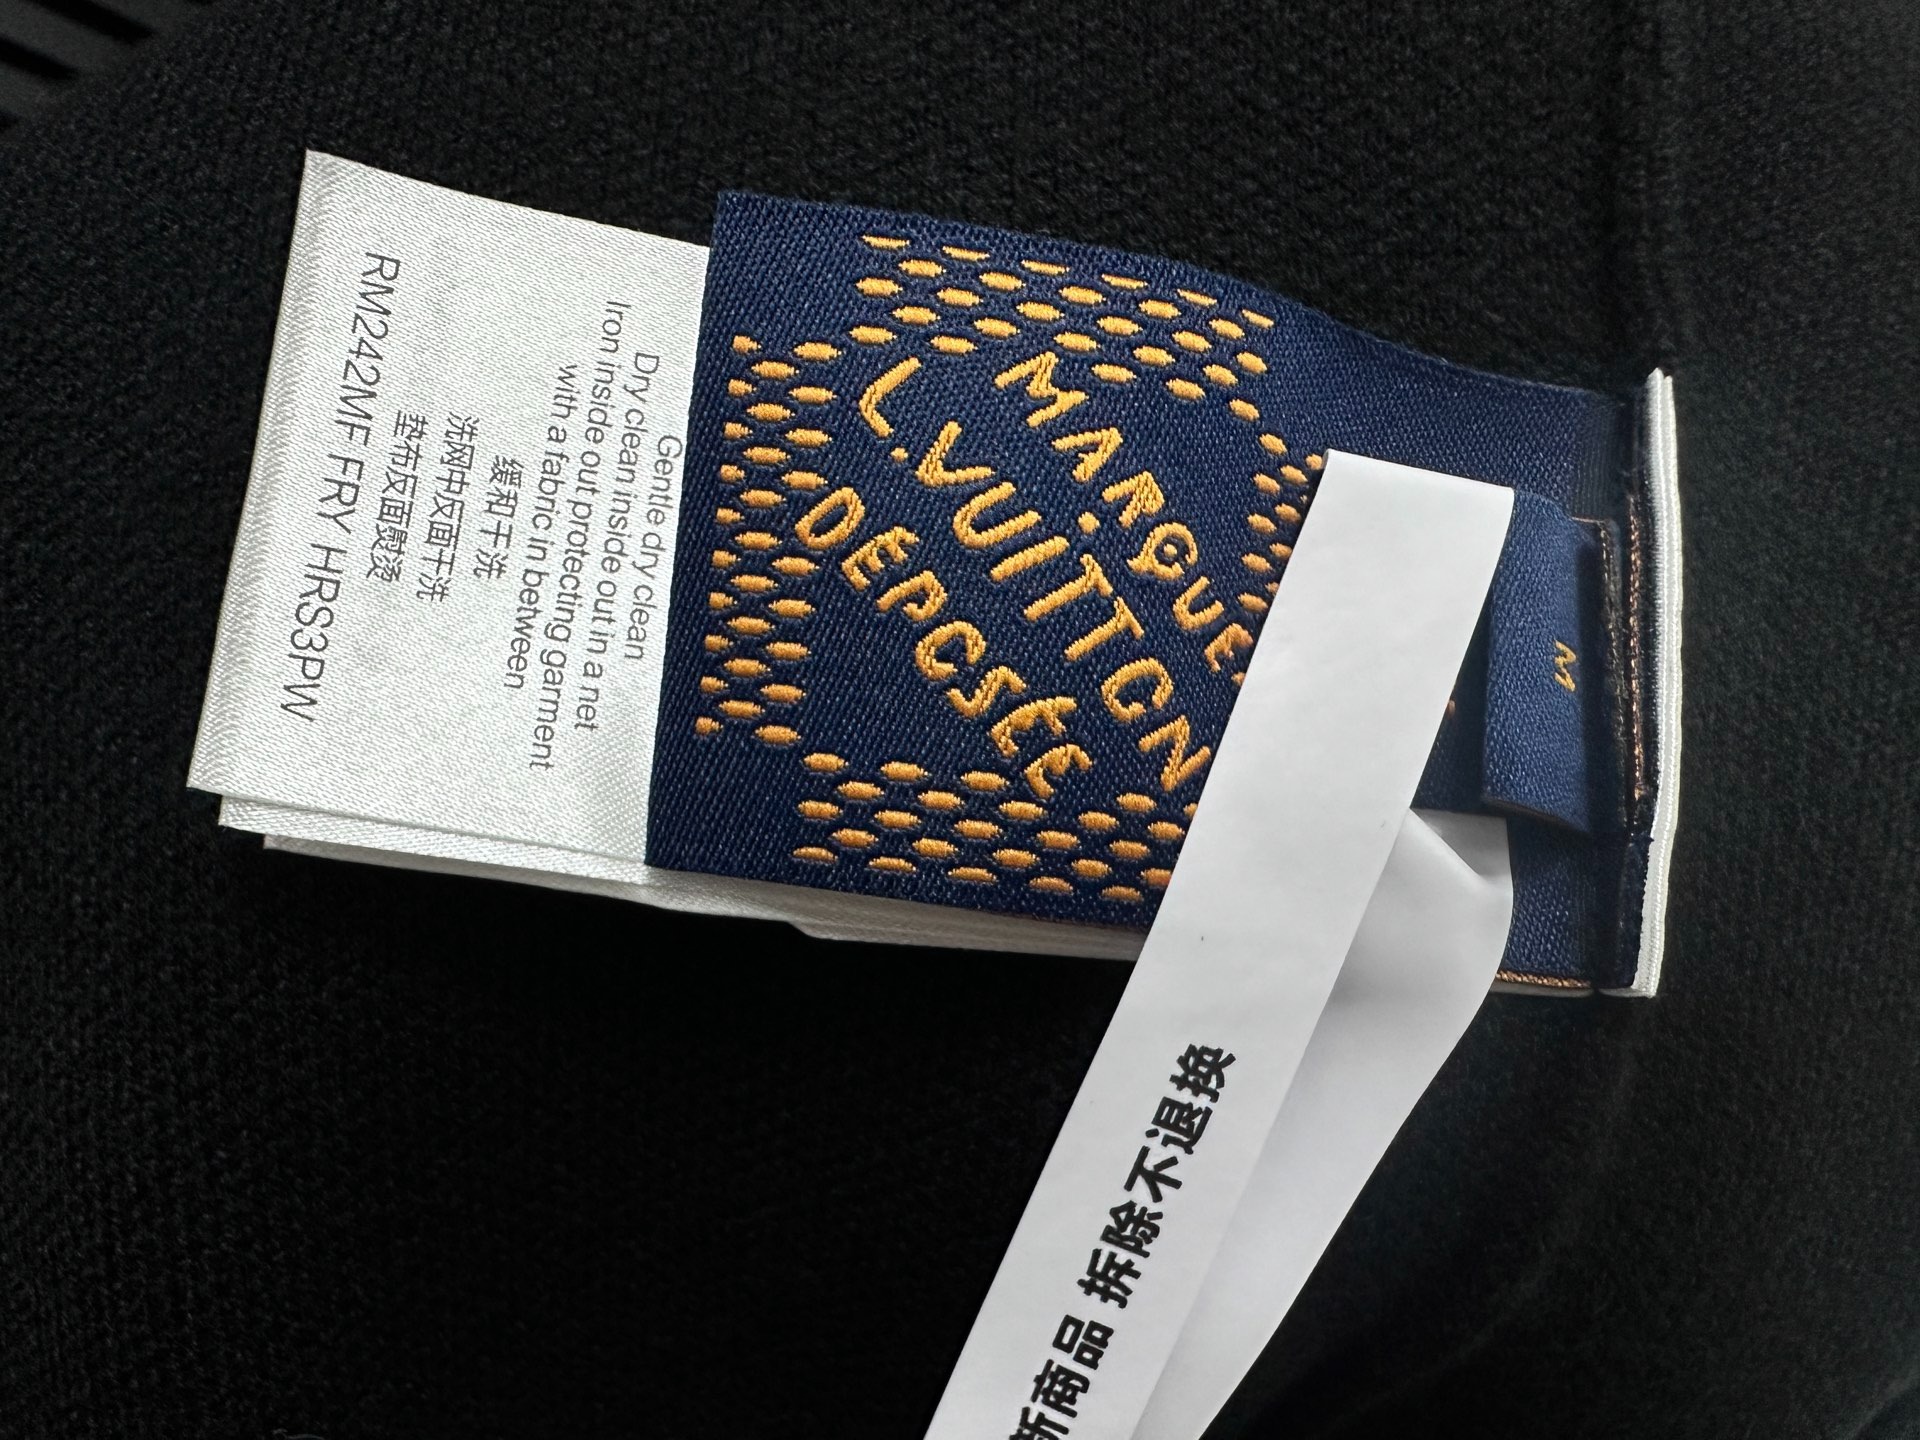 MARQUE
L.VUITTON
DÉPOSÉE
M
Gentle dry clean
Dry clean inside out in a net
Iron inside out protecting garment
with a fabric in between
缓和干洗
洗网中反面干洗
垫布反面熨烫
RM242MF FRY HRS3PW
新商品 拆除不退换